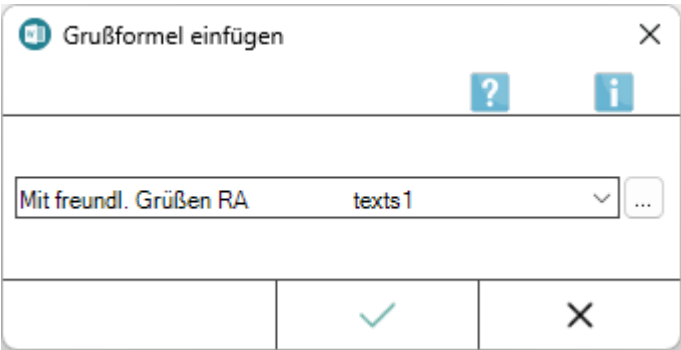 Grußformel einfügen
?
i
Mit freundl. Grüßen RA texts1
...